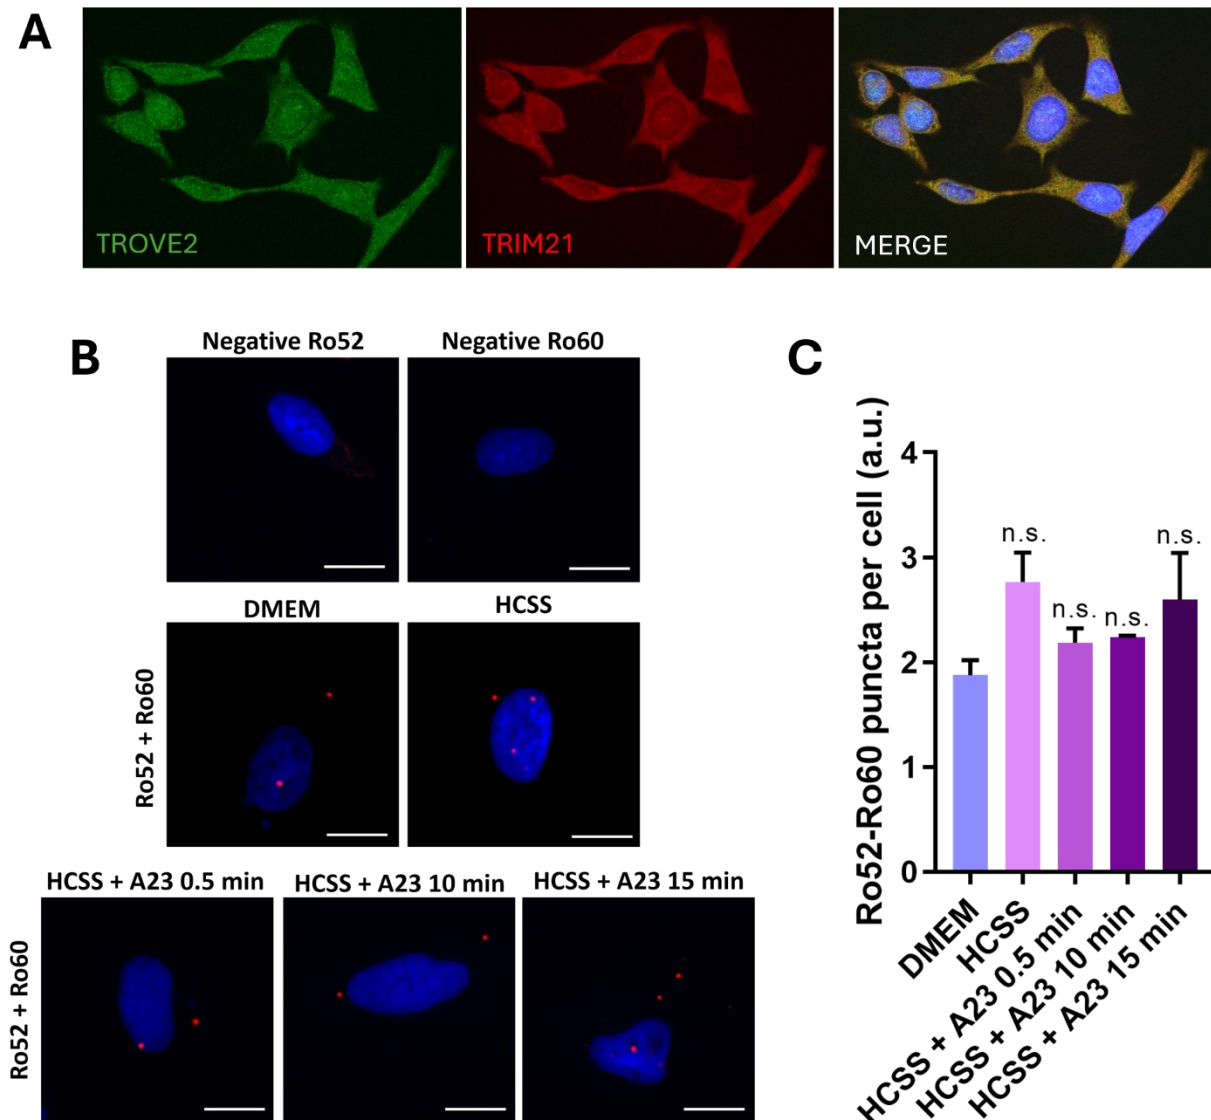 A
TROVE2
TRIM21
MERGE
B
Negative Ro52
Negative Ro60
DMEM
HCSS
Ro52 + Ro60
HCSS + A23 0.5 min
HCSS + A23 10 min
HCSS + A23 15 min
Ro52 + Ro60
C
Ro52-Ro60 puncta per cell (a.u.)
4
3
2
1
0
n.s.
n.s.
n.s.
n.s.
DMEM
HCSS
HCSS + A23 0.5 min
HCSS + A23 10 min
HCSS + A23 15 min